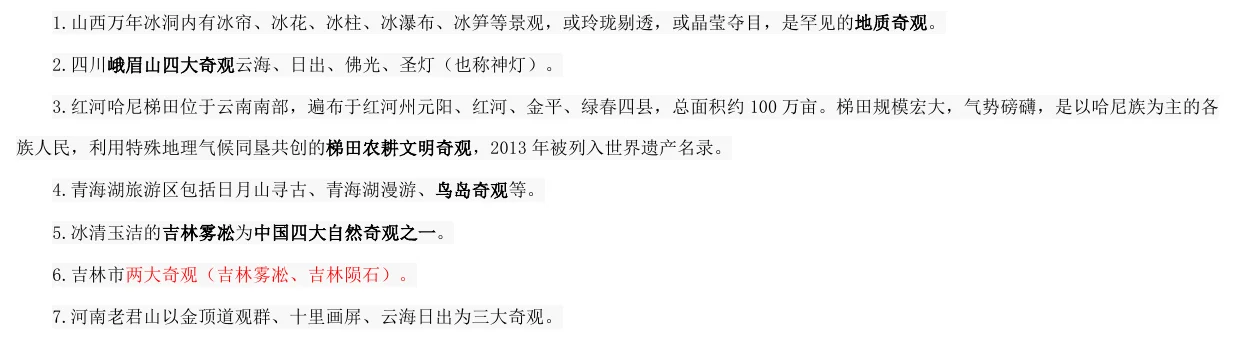 1.山西万年冰洞内有冰帘、冰花、冰柱、冰瀑布、冰笋等景观，或玲珑剔透，或晶莹夺目，是罕见的地质奇观。
2.四川峨眉山四大奇观云海、日出、佛光、圣灯（也称神灯）。
3.红河哈尼梯田位于云南南部，遍布于红河州元阳、红河、金平、绿春四县，总面积约 100 万亩。梯田规模宏大，气势磅礴，是以哈尼族为主的各
族人民，利用特殊地理气候同垦共创的梯田农耕文明奇观，2013 年被列入世界遗产名录。
4.青海湖旅游区包括日月山寻古、青海湖漫游、鸟岛奇观等。
5.冰清玉洁的吉林雾凇为中国四大自然奇观之一。
6.吉林市两大奇观（吉林雾凇、吉林陨石）。
7.河南老君山以金顶道观群、十里画屏、云海日出为三大奇观。